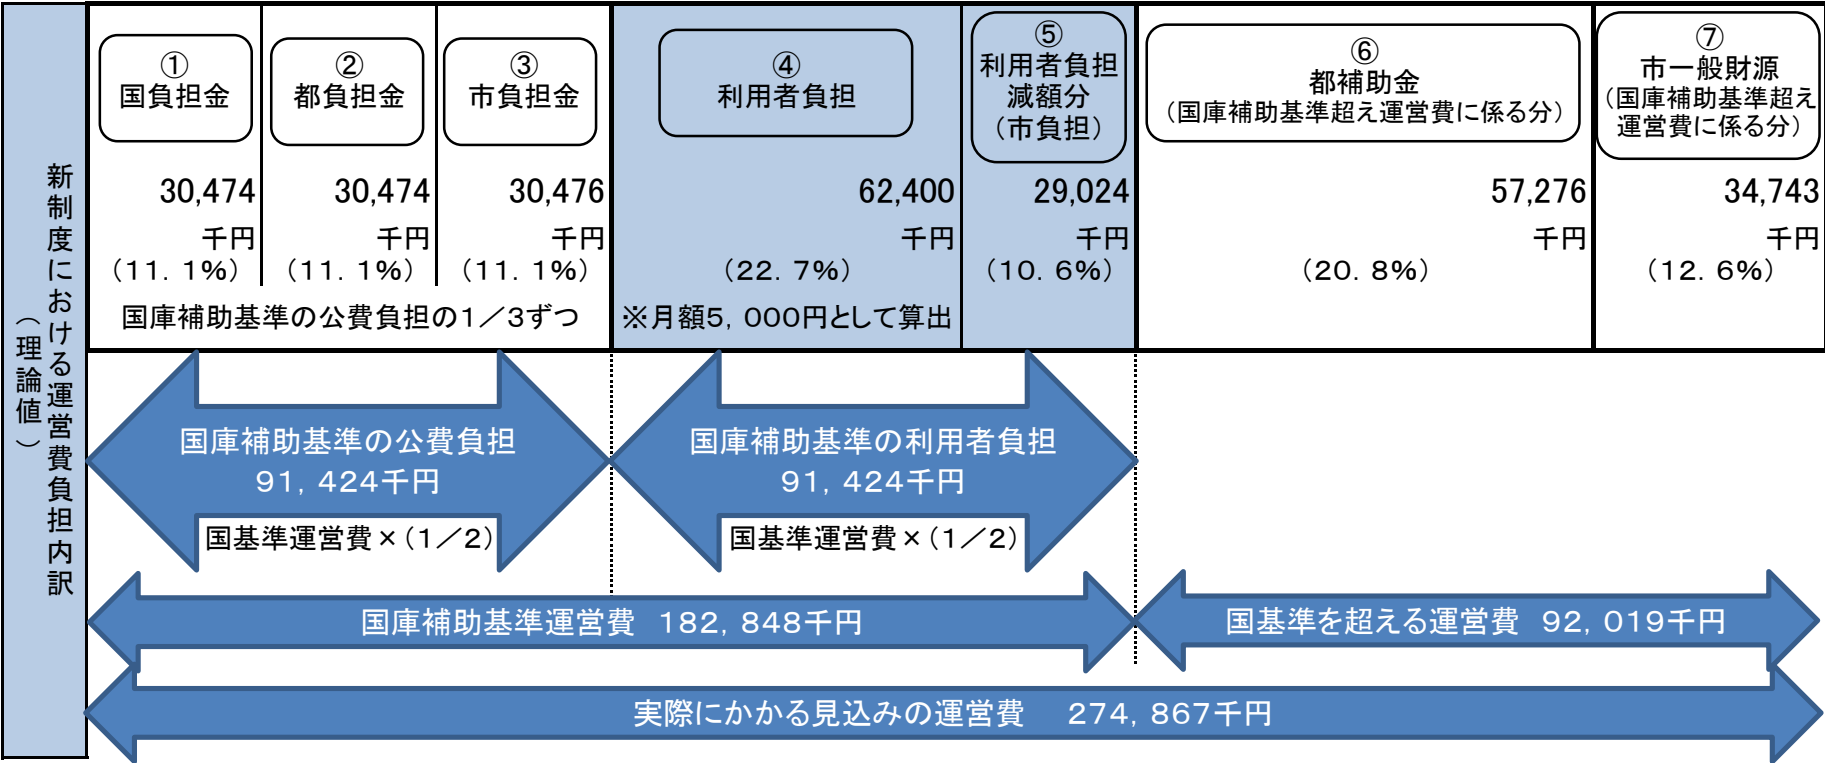 新制度における運営費負担内訳
（理論値）
①
国負担金
30,474
千円
（１１．１％）
②
都負担金
30,474
千円
（１１．１％）
③
市負担金
30,476
千円
（１１．１％）
国庫補助基準の公費負担の１／３ずつ
④
利用者負担
62,400
千円
（２２．７％）
※月額５，０００円として算出
⑤
利用者負担
減額分
（市負担）
29,024
千円
（１０．６％）
⑥
都補助金
（国庫補助基準超え運営費に係る分）
57,276
千円
（２０．８％）
⑦
市一般財源
（国庫補助基準超え
運営費に係る分）
34,743
千円
（１２．６％）
国庫補助基準の公費負担
９１，４２４千円
国基準運営費×（１／２）
国庫補助基準の利用者負担
９１，４２４千円
国基準運営費×（１／２）
国庫補助基準運営費　１８２，８４８千円
国基準を超える運営費　９２，０１９千円
実際にかかる見込みの運営費　２７４，８６７千円